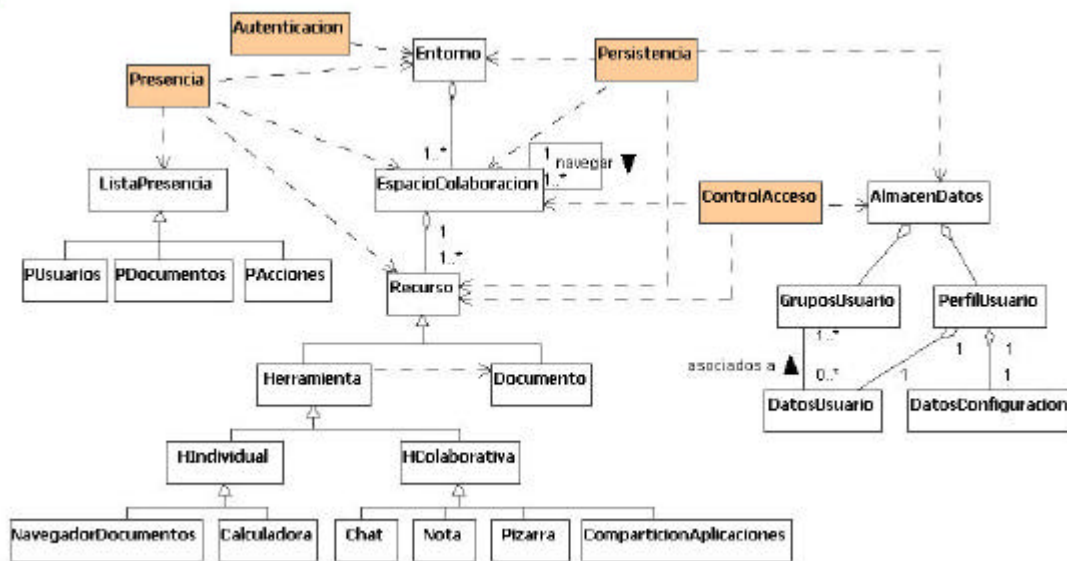 Autenticacion
Entorno
Persistencia
Presencia
1..*
1
navegar
1..*
ListaPresencia
EspacioColaboracion
ControlAcceso
AlmacenDatos
1
1..*
PUsuarios
PDocumentos
PAcciones
Recurso
GruposUsuario
PerfilUsuario
1..*
1
1
asociados a
0..*
1
1
Herramienta
Documento
DatosUsuario
DatosConfiguracion
HIndividual
HColaborativa
NavegadorDocumentos
Calculadora
Chat
Nota
Pizarra
ComparticionAplicaciones